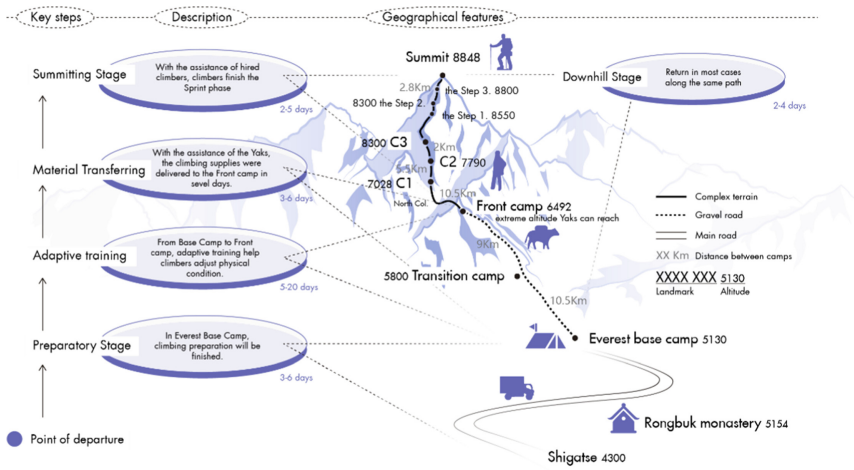 Key steps
Description
Geographical features
Summit 8848
Summitting Stage
With the assistance of hired
climbers, climbers finish the
Sprint phase
2-5 days
Downhill Stage
Return in most cases
along the same path
2-4 days
2.8Km
the Step 3. 8800
8300 the Step 2.
the Step 1. 8550
8300 C3
2Km
C2 7790
5.5Km
7028 C1
North Col.
10.5Km
Material Transferring
With the assistance of the Yaks,
the climbing supplies were
delivered to the Front camp in
sevel days.
3-6 days
Front camp 6492
extreme altitude Yaks can reach
Complex terrain
Gravel road
Main road
XX Km Distance between camps
XXXX XXX 5130
Landmark Altitude
Adaptive training
From Base Camp to Front
camp, adaptive training help
climbers adjust physical
condition.
5-20 days
9Km
5800 Transition camp
10.5Km
Preparatory Stage
In Everest Base Camp,
climbing preparation will be
finished.
3-6 days
Everest base camp 5130
Rongbuk monastery 5154
Shigatse 4300
Point of departure